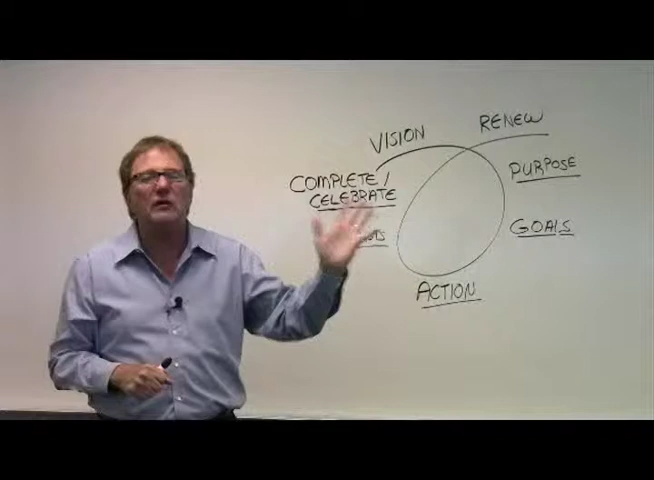 VISION
RENEW
PURPOSE
COMPLETE/
CELEBRATE
GOALS
ACTION